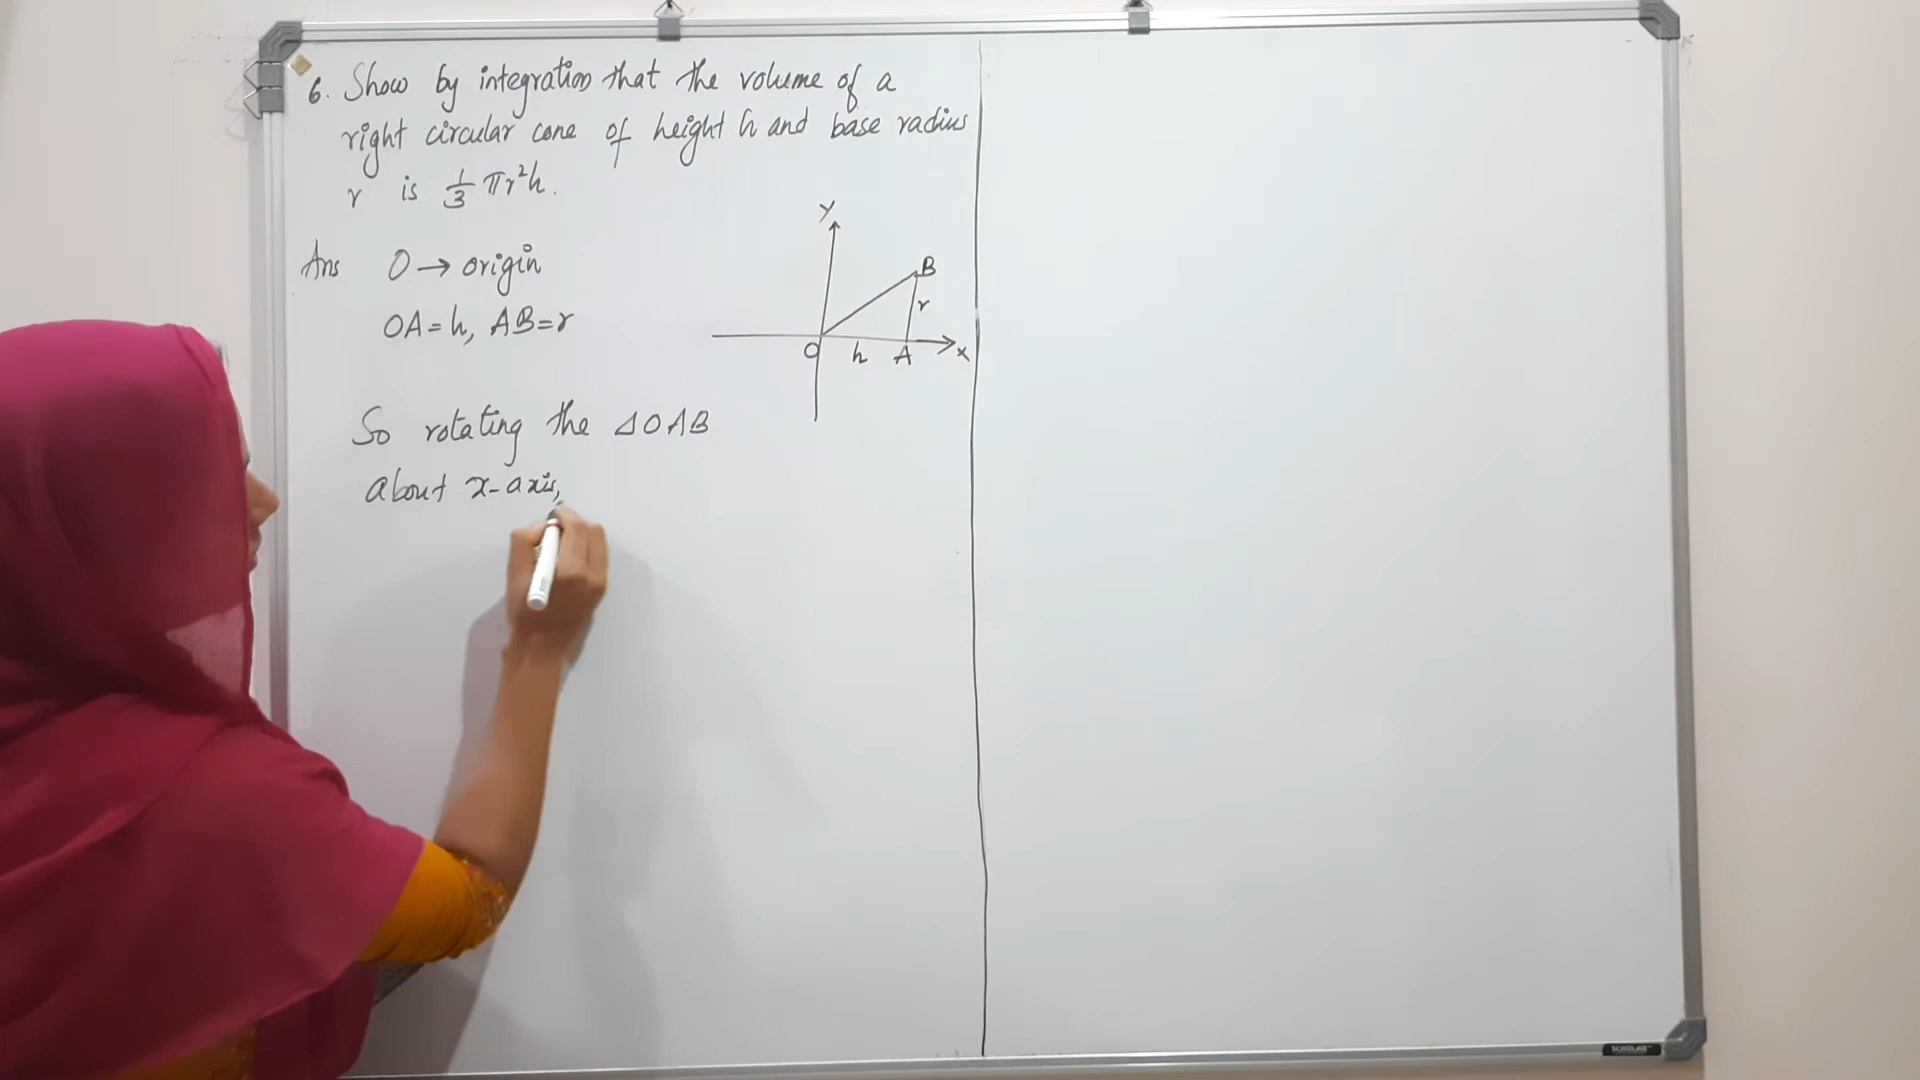 6. Show by integration that the volume of a
right circular cone of height h and base radius
r is 1/3 πr²h.
Ans O → origin
OA = h, AB = r
So rotating the ΔOAB
about x-axis,
Y
B
r
O h A x
SCHOLAR